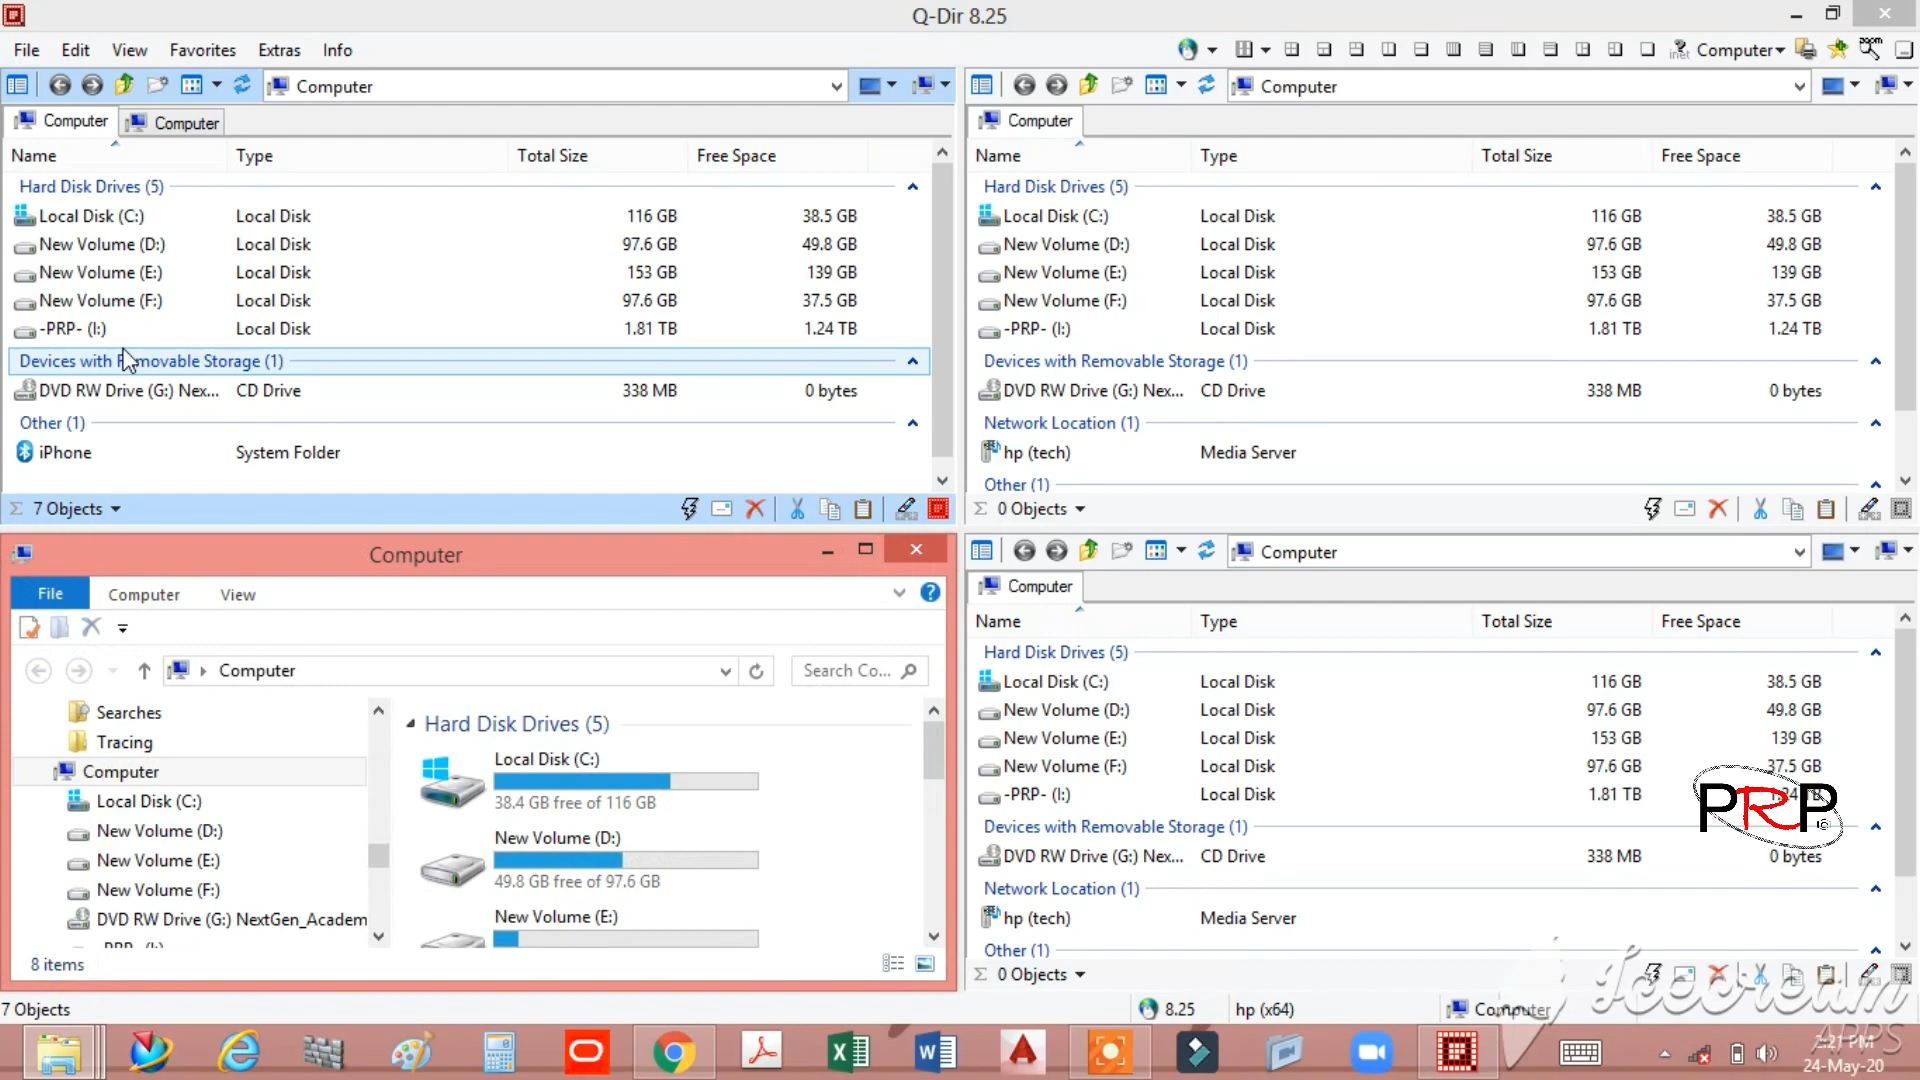 Q-Dir 8.25
File Edit View Favorites Extras Info
Computer
Computer
Computer
Computer Computer
Name Type Total Size Free Space
Hard Disk Drives (5)
Local Disk (C:) Local Disk 116 GB 38.5 GB
New Volume (D:) Local Disk 97.6 GB 49.8 GB
New Volume (E:) Local Disk 153 GB 139 GB
New Volume (F:) Local Disk 97.6 GB 37.5 GB
-PRP- (I:) Local Disk 1.81 TB 1.24 TB
Devices with Removable Storage (1)
DVD RW Drive (G:) Nex... CD Drive 338 MB 0 bytes
Other (1)
iPhone System Folder
7 Objects
Computer
Name Type Total Size Free Space
Hard Disk Drives (5)
Local Disk (C:) Local Disk 116 GB 38.5 GB
New Volume (D:) Local Disk 97.6 GB 49.8 GB
New Volume (E:) Local Disk 153 GB 139 GB
New Volume (F:) Local Disk 97.6 GB 37.5 GB
-PRP- (I:) Local Disk 1.81 TB 1.24 TB
Devices with Removable Storage (1)
DVD RW Drive (G:) Nex... CD Drive 338 MB 0 bytes
Network Location (1)
hp (tech) Media Server
Other (1)
0 Objects
Computer
File Computer View
Computer
Search Co...
Searches
Tracing
Computer
Local Disk (C:)
New Volume (D:)
New Volume (E:)
New Volume (F:)
DVD RW Drive (G:) NextGen_Academ
-PRP- (I:)
Hard Disk Drives (5)
Local Disk (C:)
38.4 GB free of 116 GB
New Volume (D:)
49.8 GB free of 97.6 GB
New Volume (E:)
8 items
Computer
Computer
Name Type Total Size Free Space
Hard Disk Drives (5)
Local Disk (C:) Local Disk 116 GB 38.5 GB
New Volume (D:) Local Disk 97.6 GB 49.8 GB
New Volume (E:) Local Disk 153 GB 139 GB
New Volume (F:) Local Disk 97.6 GB 37.5 GB
-PRP- (I:) Local Disk 1.81 TB 1.24 TB
PRP
Devices with Removable Storage (1)
DVD RW Drive (G:) Nex... CD Drive 338 MB 0 bytes
Network Location (1)
hp (tech) Media Server
Other (1)
0 Objects
Icecream
APPS
7 Objects 8.25 hp (x64) Computer
2:21 PM
24-May-20